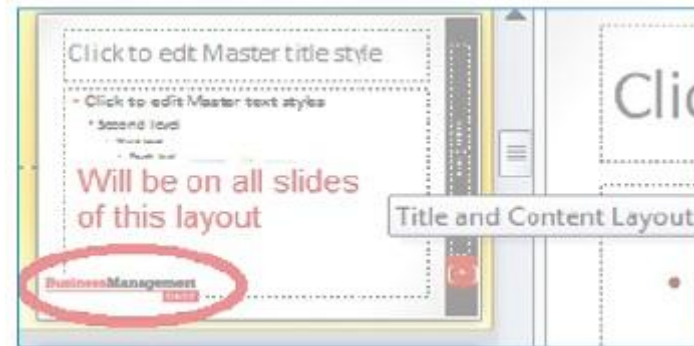 Click to edit Master title style
Click to edit Master text styles
Second level
Will be on all slides
of this layout
BusinessManagement
Title and Content Layout
Clic